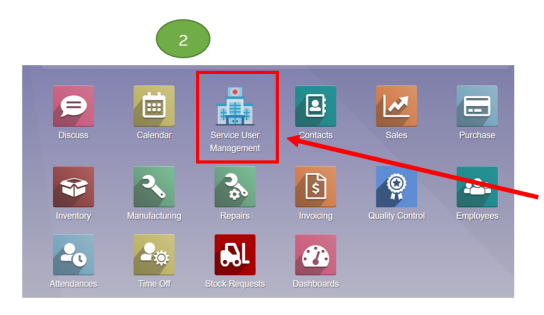 2
Discuss
Calendar
Service User
Management
Contacts
Sales
Purchase
Inventory
Manufacturing
Repairs
Invoicing
Quality Control
Employees
Attendances
Time Off
Stock Requests
Dashboards